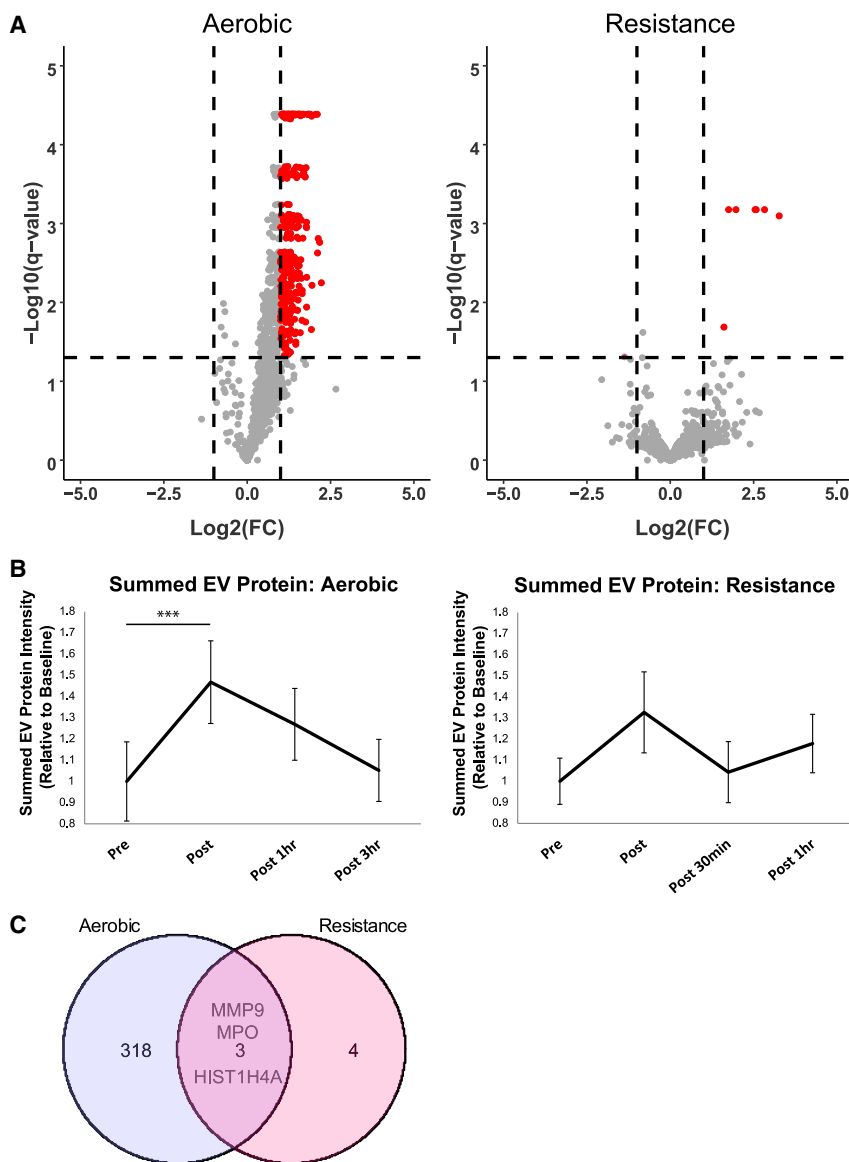 A
Aerobic
Resistance
−Log10(q−value)
5
4
3
2
1
0
−5.0
−2.5
0.0
2.5
5.0
Log2(FC)
−Log10(q−value)
5
4
3
2
1
0
−5.0
−2.5
0.0
2.5
5.0
Log2(FC)
B
Summed EV Protein: Aerobic
Summed EV Protein Intensity
(Relative to Baseline)
1.8
1.7
1.6
1.5
1.4
1.3
1.2
1.1
1
0.9
0.8
***
Pre
Post
Post 1hr
Post 3hr
Summed EV Protein: Resistance
Summed EV Protein Intensity
(Relative to Baseline)
1.8
1.7
1.6
1.5
1.4
1.3
1.2
1.1
1
0.9
0.8
Pre
Post
Post 30min
Post 1hr
C
Aerobic
Resistance
MMP9
MPO
318
3
4
HIST1H4A